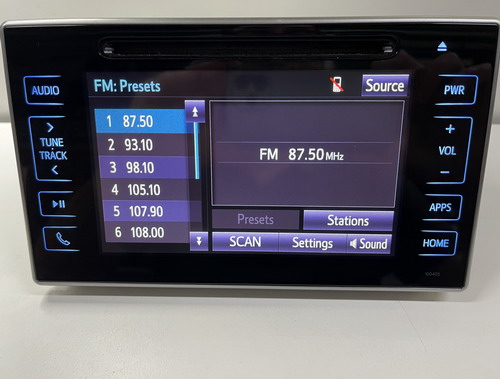 AUDIO
TUNE
TRACK
FM: Presets
Source
1 87.50
2 93.10
3 98.10
4 105.10
5 107.90
6 108.00
FM 87.50 MHz
Presets
Stations
SCAN
Settings
Sound
PWR
+
VOL
−
APPS
HOME